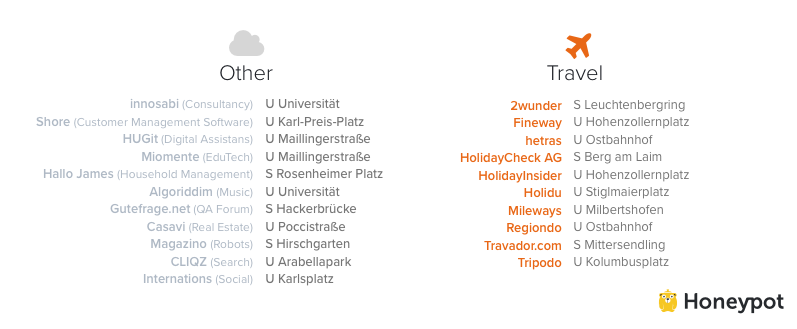 Other
innosabi (Consultancy) U Universität
Shore (Customer Management Software) U Karl-Preis-Platz
HUGit (Digital Assistans) U Maillingerstraße
Miomente (EduTech) U Maillingerstraße
Hallo James (Household Management) S Rosenheimer Platz
Algoriddim (Music) U Universität
Gutefrage.net (QA Forum) S Hackerbrücke
Casavi (Real Estate) U Poccistraße
Magazino (Robots) S Hirschgarten
CLIQZ (Search) U Arabellapark
Internations (Social) U Karlsplatz
Travel
2wunder S Leuchtenbergring
Fineway U Hohenzollernplatz
hetras U Ostbahnhof
HolidayCheck AG S Berg am Laim
HolidayInsider U Hohenzollernplatz
Holidu U Stiglmaierplatz
Mileways U Milbertshofen
Regiondo U Ostbahnhof
Travador.com S Mittersendling
Tripodo U Kolumbusplatz
Honeypot